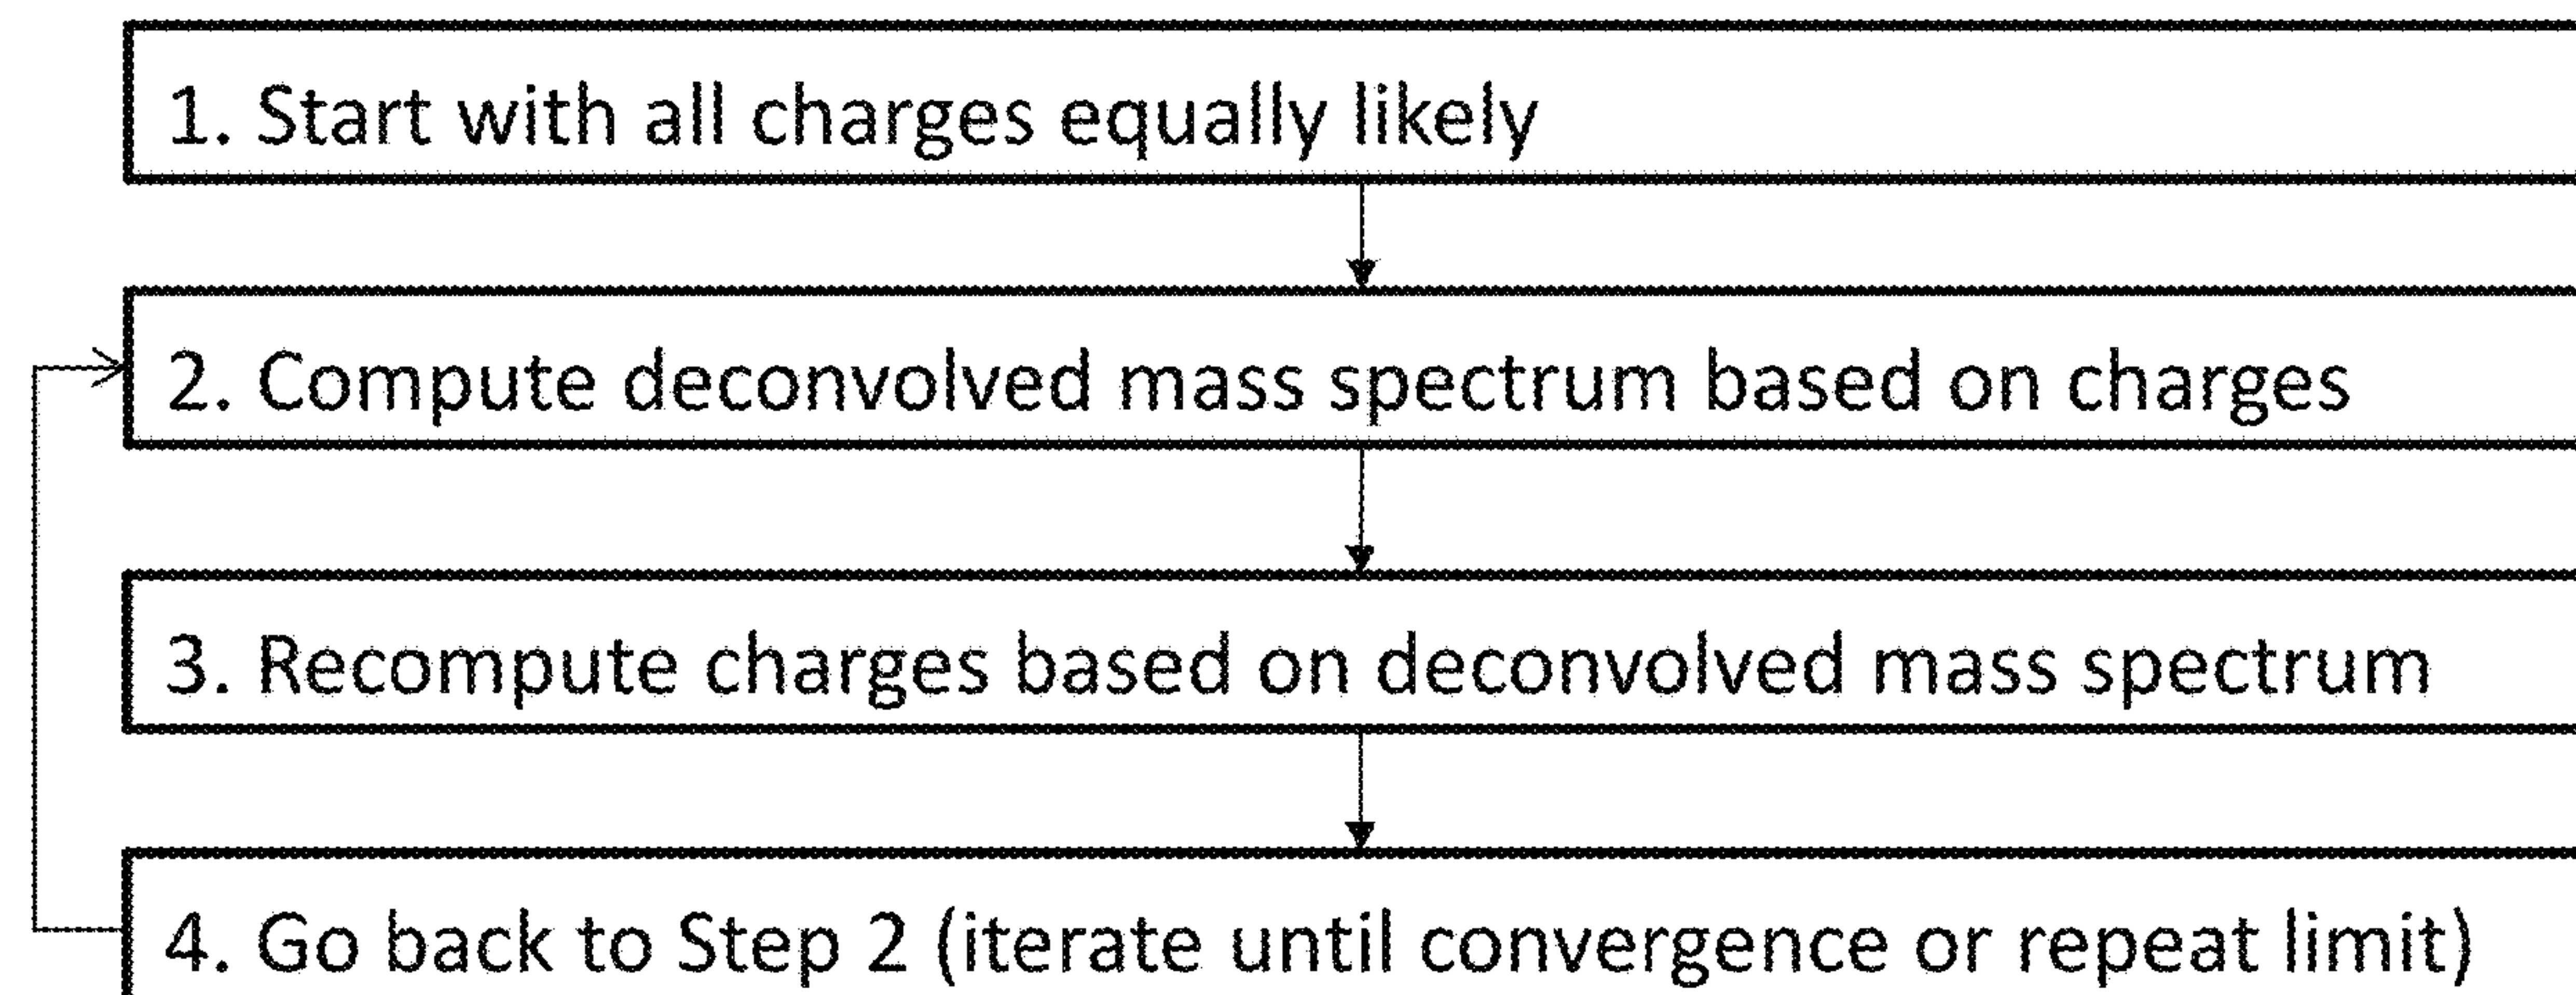 1. Start with all charges equally likely
2. Compute deconvolved mass spectrum based on charges
3. Recompute charges based on deconvolved mass spectrum
4. Go back to Step 2 (iterate until convergence or repeat limit)